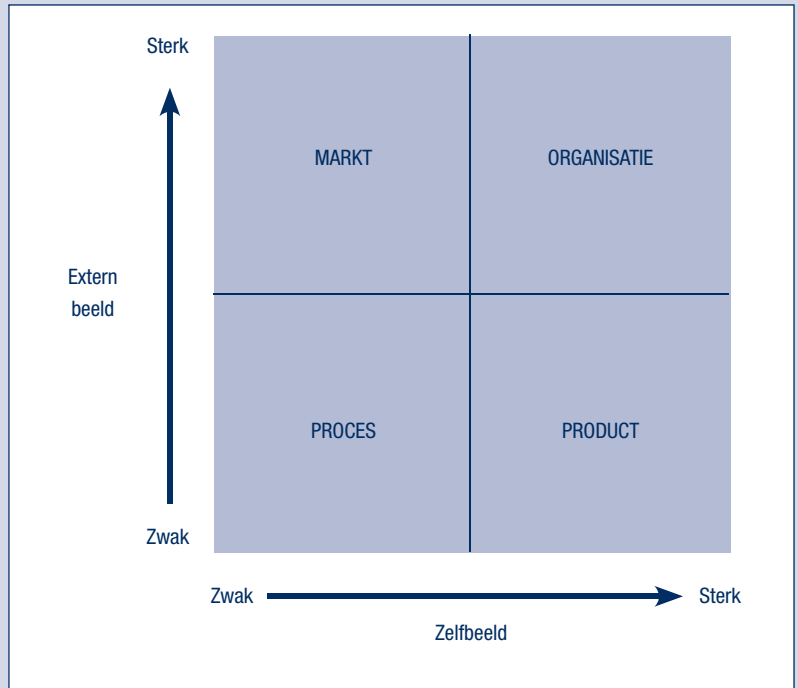 Sterk
MARKT
ORGANISATIE
Extern
beeld
PROCES
PRODUCT
Zwak
Zwak
Sterk
Zelfbeeld